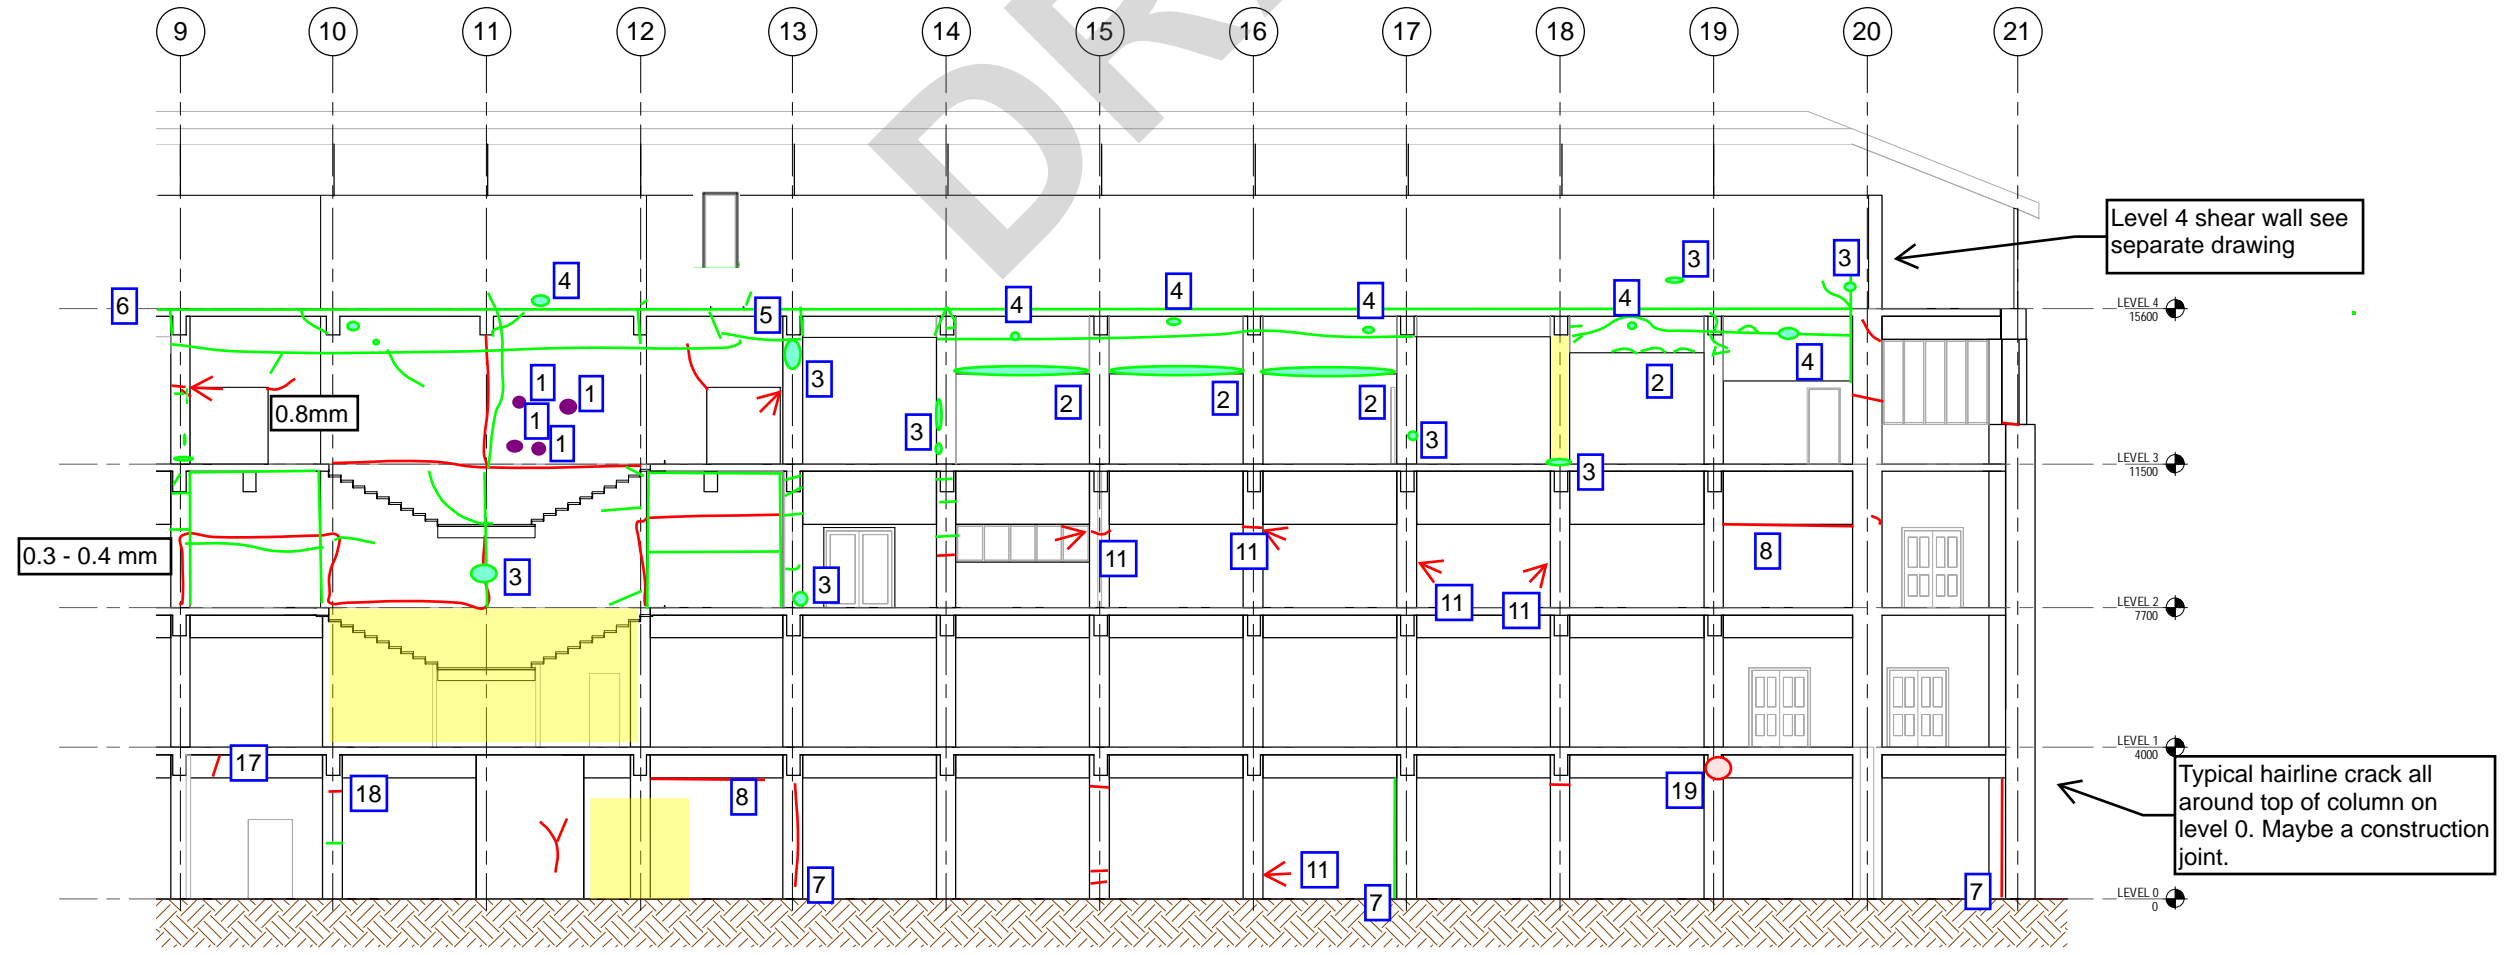 9 10 11 12 13 14 15 16 17 18 19 20 21
DR
Level 4 shear wall see
separate drawing
3 3
4 4 4 4 4
6
5
LEVEL 4
15600
3
4
1 1
1
1
0.8mm
2 2 2 2
3
3
3
LEVEL 3
11500
0.3 - 0.4 mm
3
3
11
11
8
11
11
LEVEL 2
7700
17
18
8
19
LEVEL 1
4000
Typical hairline crack all
around top of column on
level 0. Maybe a construction
joint.
11
7
7
7
LEVEL 0
0